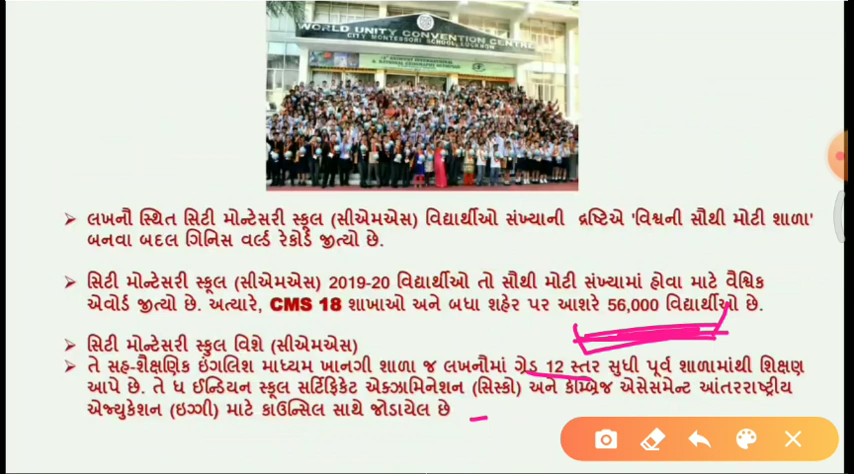 WORLD UNITY CONVENTION CENTRE
CITY MONTESSORI SCHOOL, LUCKNOW
લખનૌ સ્થિત સિટી મોન્ટેસરી સ્કૂલ (સીએમએસ) વિદ્યાર્થીઓ સંખ્યાની દ્રષ્ટિએ 'વિશ્વની સૌથી મોટી શાળા'
બનવા બદલ ગિનિસ વર્લ્ડ રેકોર્ડ જીત્યો છે.
સિટી મોન્ટેસરી સ્કૂલ (સીએમએસ) 2019-20 વિદ્યાર્થીઓ તો સૌથી મોટી સંખ્યામાં હોવા માટે વૈશ્વિક
એવોર્ડ જીત્યો છે. અત્યારે, CMS 18 શાખાઓ અને બધા શહેર પર આશરે 56,000 વિદ્યાર્થીઓ છે.
સિટી મોન્ટેસરી સ્કુલ વિશે (સીએમએસ)
તે સહ-શૈક્ષણિક ઇંગલિશ માધ્યમ ખાનગી શાળા જ લખનૌમાં ગ્રેડ 12 સ્તર સુધી પૂર્વ શાળામાંથી શિક્ષણ
આપે છે. તે ધ ઈન્ડિયન સ્કૂલ સર્ટિફિકેટ એક્ઝામિનેશન (સિસ્કો) અને કેમ્બ્રિજ એસેસમેન્ટ આંતરરાષ્ટ્રીય
એજ્યુકેશન (ઇગ્ગી) માટે કાઉન્સિલ સાથે જોડાયેલ છે